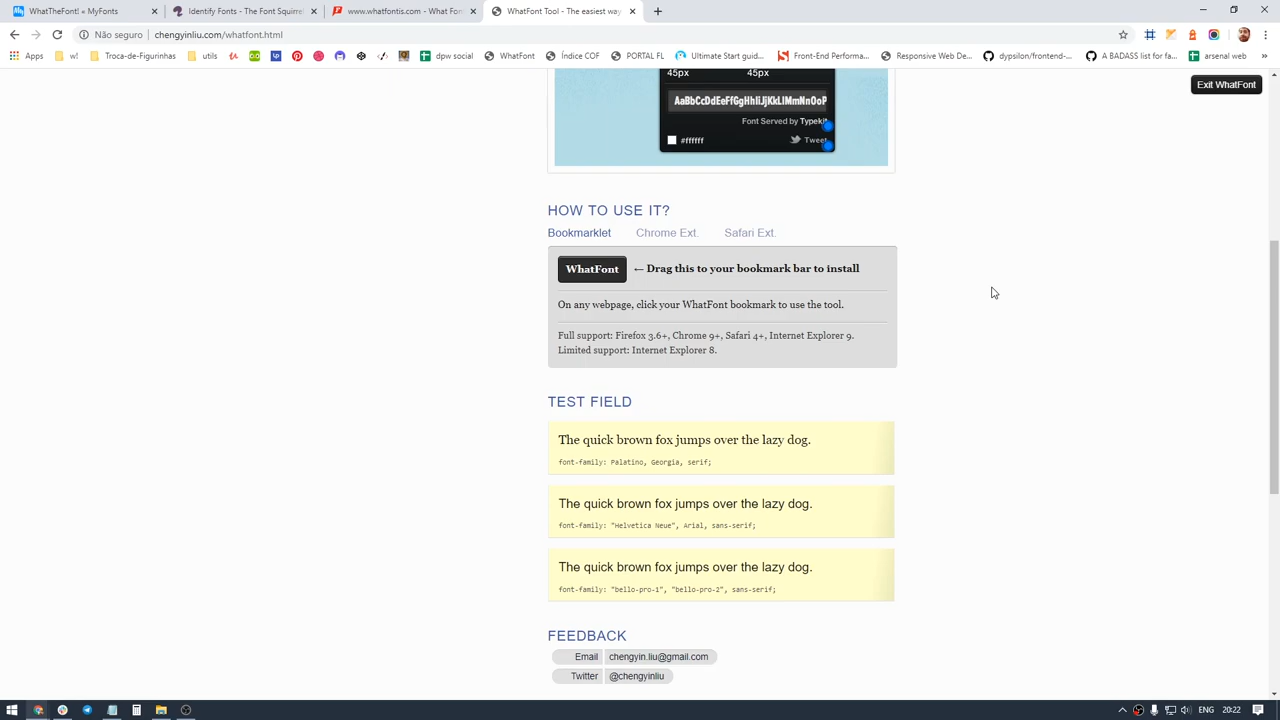 WhatTheFont! « MyFonts
Identify Fonts - The Font Squirrel
www.whatfontis.com - What Fon
WhatFont Tool - The easiest way
Não seguro
chengyinliu.com/whatfont.html
Apps
w!
Troca-de-Figurinhas
utils
dpw social
WhatFont
Índice COF
PORTAL FL
Ultimate Start guid...
Front-End Performa...
Responsive Web De...
dypsilon/frontend-...
A BADASS list for fa...
arsenal web
»
Exit WhatFont
45px 45px
AaBbCcDdEeFfGgHhIiJjKkLlMmNnOoP
Font Served by Typekit
#ffffff
Tweet
HOW TO USE IT?
Bookmarklet Chrome Ext. Safari Ext.
WhatFont ← Drag this to your bookmark bar to install
On any webpage, click your WhatFont bookmark to use the tool.
Full support: Firefox 3.6+, Chrome 9+, Safari 4+, Internet Explorer 9.
Limited support: Internet Explorer 8.
TEST FIELD
The quick brown fox jumps over the lazy dog.
font-family: Palatino, Georgia, serif;
The quick brown fox jumps over the lazy dog.
font-family: "Helvetica Neue", Arial, sans-serif;
The quick brown fox jumps over the lazy dog.
font-family: "bello-pro-1", "bello-pro-2", sans-serif;
FEEDBACK
Email chengyin.liu@gmail.com
Twitter @chengyinliu
ENG 20:22